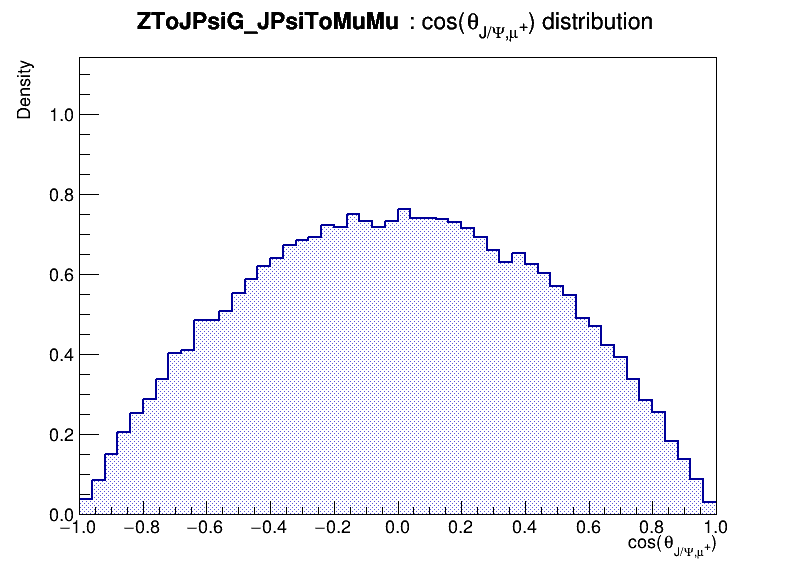 ZToJPsiG_JPsiToMuMu : cos(θ_{J/Ψ,μ⁺}) distribution
Density
1.0
0.8
0.6
0.4
0.2
0.0
−1.0 −0.8 −0.6 −0.4 −0.2 0.0 0.2 0.4 0.6 0.8 1.0
cos(θ_{J/Ψ,μ⁺})